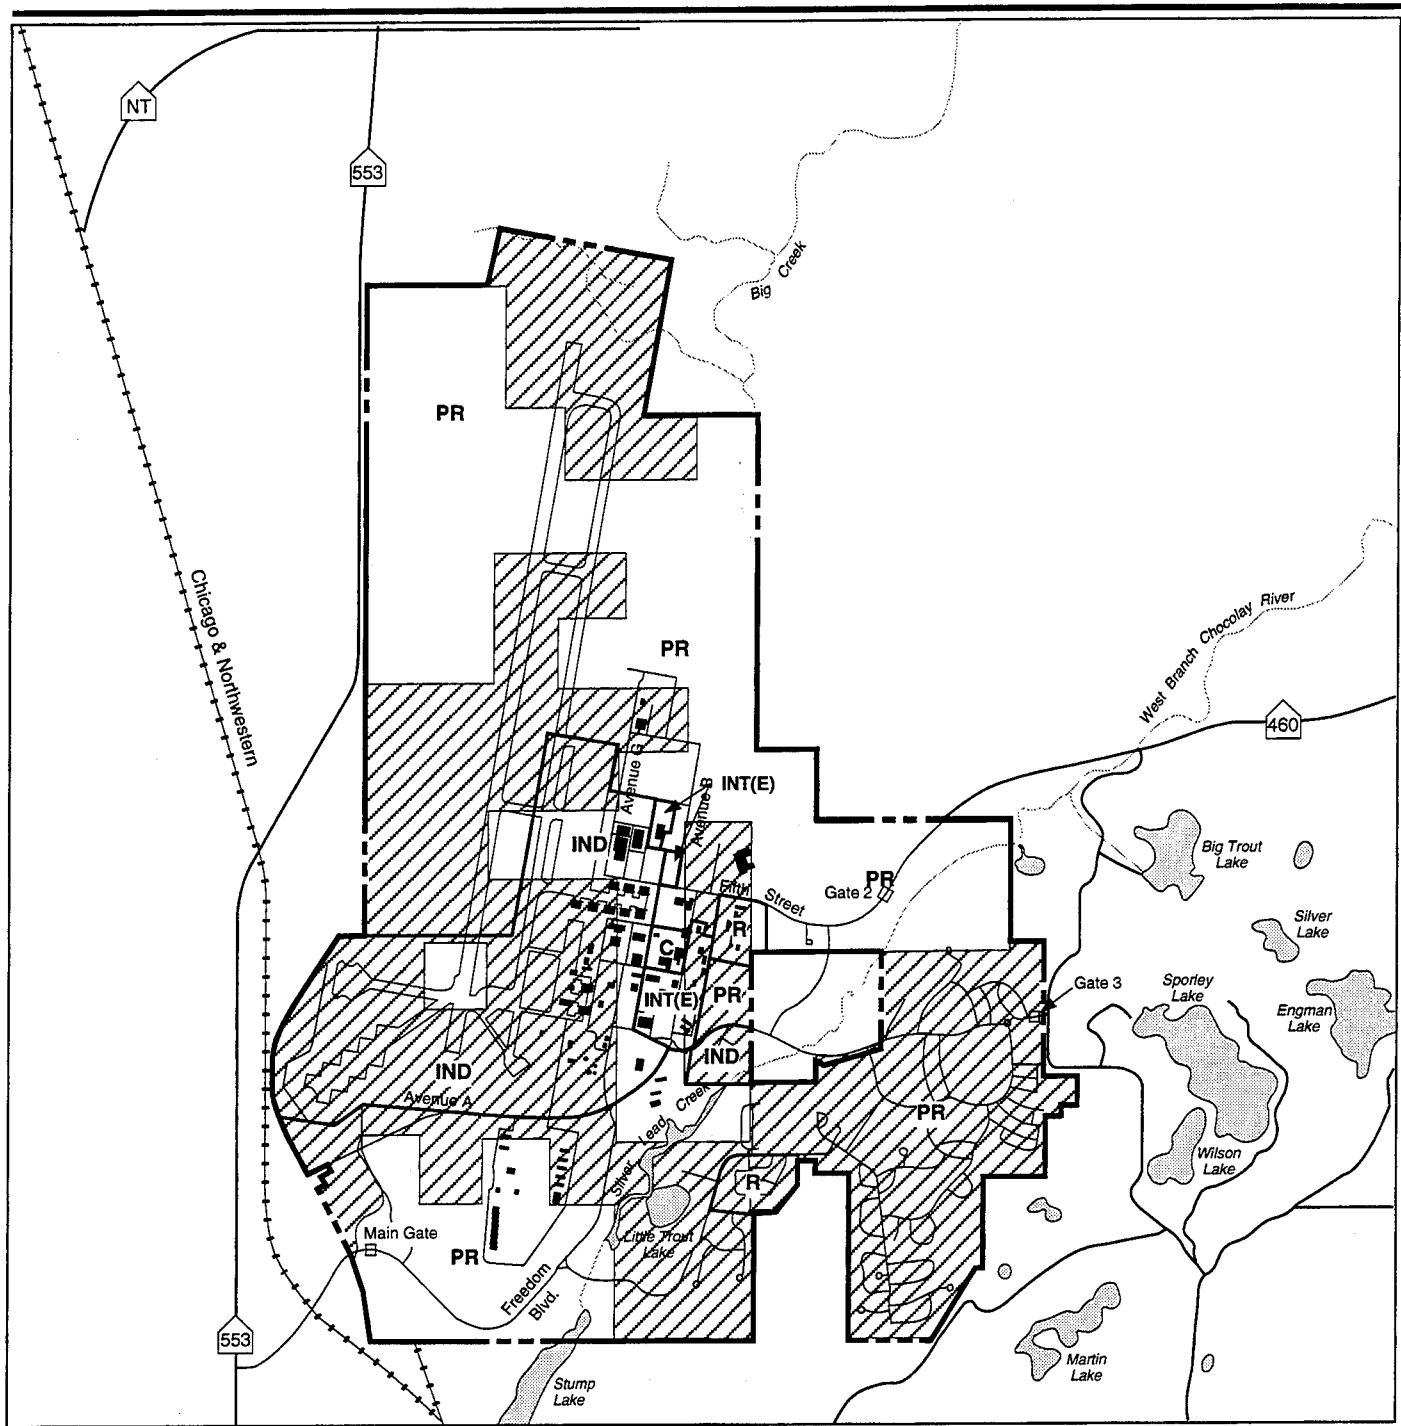 NT
553
Big Creek
PR
Chicago & Northwestern
PR
West Branch Chocolay River
460
Avenue G
Avenue B
INT(E)
IND
Big Trout
Lake
PR
Gate 2
Fifth
Street
R
Silver
Lake
C
INT(E)
PR
Gate 3
Sporley
Lake
Engman
Lake
IND
IND
Avenue A
Silver Lead Creek
PR
Wilson
Lake
R
Main Gate
PR
Little Trout
Lake
Freedom
Blvd.
553
Stump
Lake
Martin
Lake